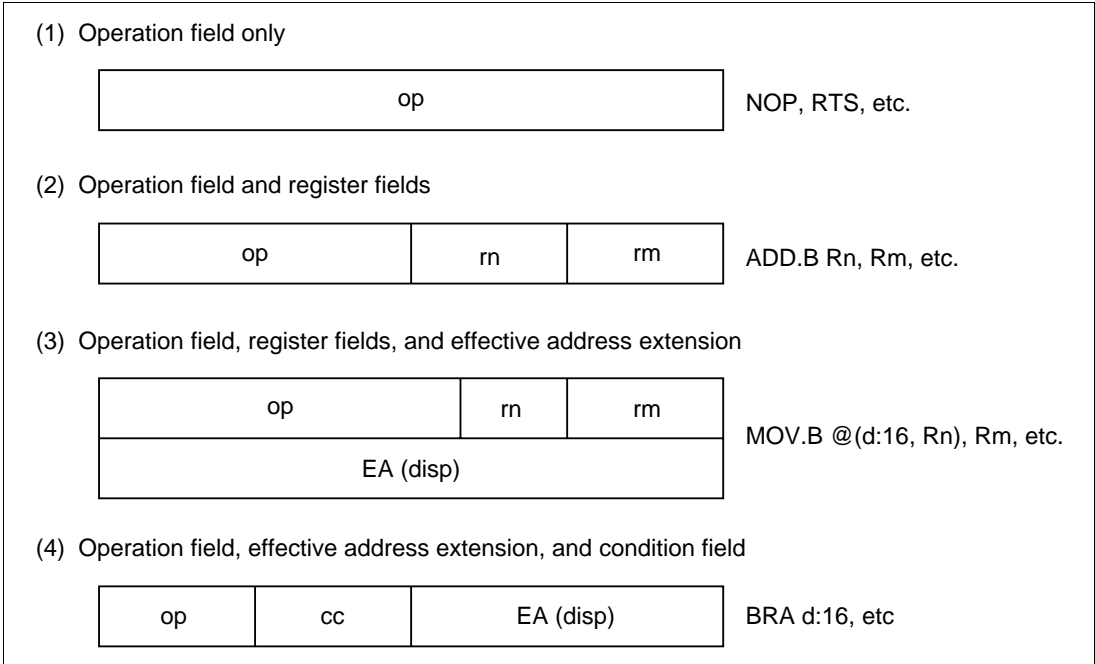 (1) Operation field only
op
NOP, RTS, etc.
(2) Operation field and register fields
op rn rm
ADD.B Rn, Rm, etc.
(3) Operation field, register fields, and effective address extension
op rn rm
EA (disp)
MOV.B @(d:16, Rn), Rm, etc.
(4) Operation field, effective address extension, and condition field
op cc EA (disp)
BRA d:16, etc